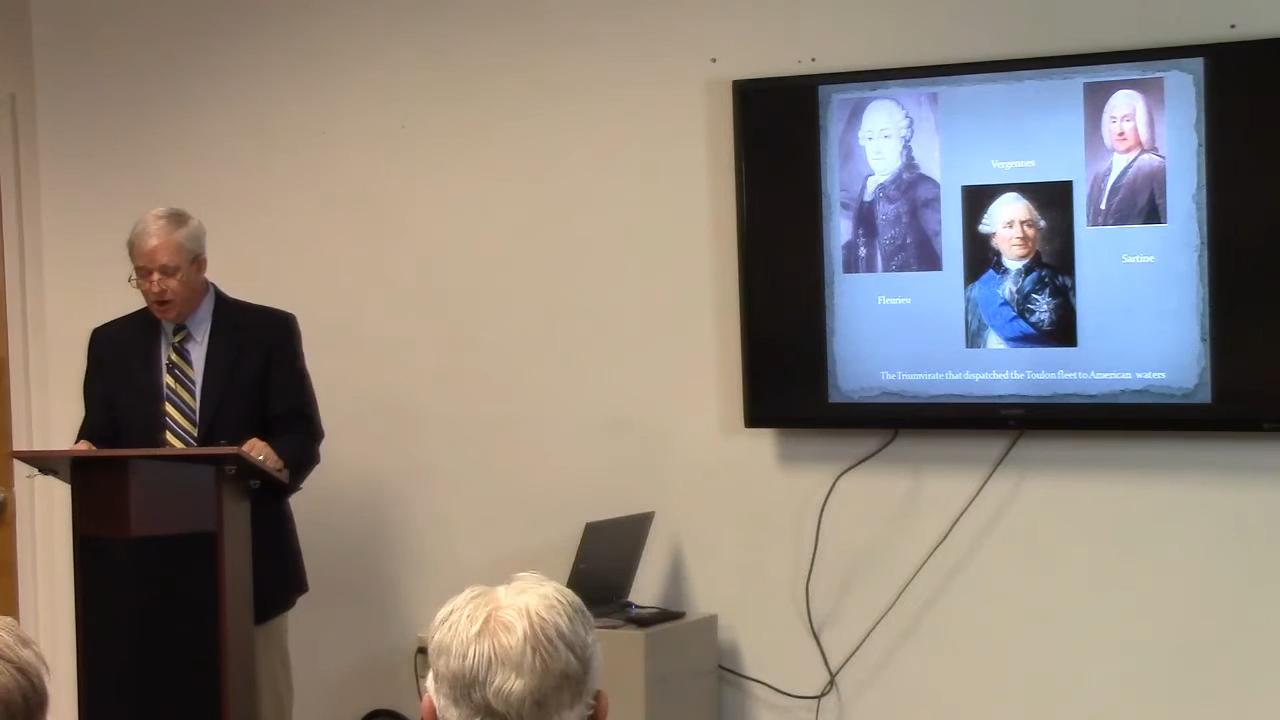 Vergennes
Sartine
Fleurieu
The Triumvirate that dispatched the Toulon fleet to American waters